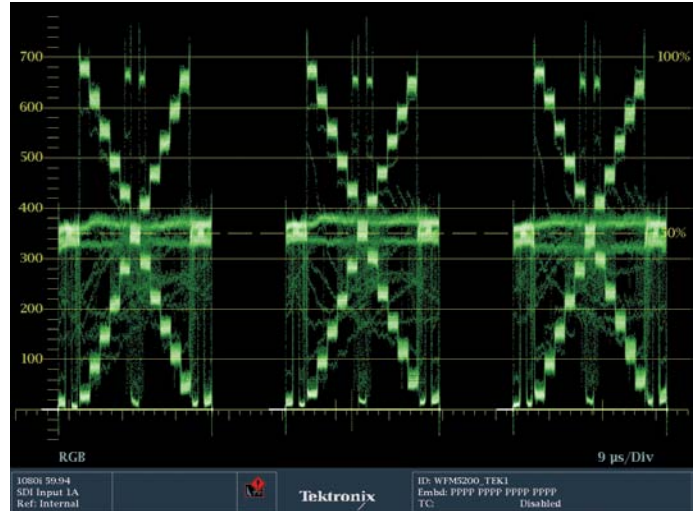 700
100%
600
500
400
50%
300
200
100
RGB
9 µs/Div
1080i 59.94
SDI Input 1A
Ref: Internal
Tektronix
ID: WFM5200_TEK1
Embd: PPPP PPPP PPPP PPPP
TC: Disabled